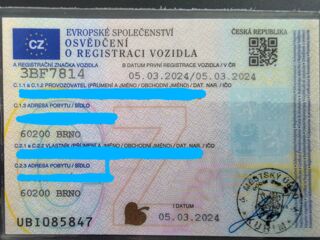 EVROPSKÉ SPOLEČENSTVÍ
ČESKÁ REPUBLIKA
CZ
OSVĚDČENÍ
O REGISTRACI VOZIDLA
A REGISTRAČNÍ ZNAČKA VOZIDLA
B DATUM PRVNÍ REGISTRACE VOZIDLA V / V ČR
3BF7814
05.03.2024/05.03.2024
C.1.1 a C.1.2 PROVOZOVATEL (PŘÍJMENÍ A JMÉNO / OBCHODNÍ JMÉNO / DAT. NAR. / IČO
C.1.3 ADRESA POBYTU / SÍDLO
60200 BRNO
C.2.1 a C.2.2 VLASTNÍK (PŘÍJMENÍ A JMÉNO / OBCHODNÍ JMÉNO / DAT. NAR. / IČO
C.2.3 ADRESA POBYTU / SÍDLO
60200 BRNO
I DATUM
05.03.2024
UBI085847
MĚSTSKÝ
KUŘIM